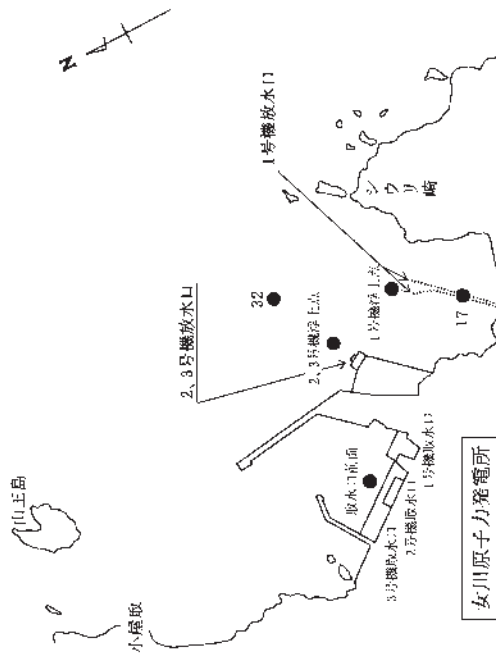 小屋取
山王島
3号機取水口
2号機取水口
1号機取水口
取水口前面
女川原子力発電所
2、3号機放水口
2、3号機浮上点
32
1号機浮上点
17
1号機放水口
シウリ崎
N